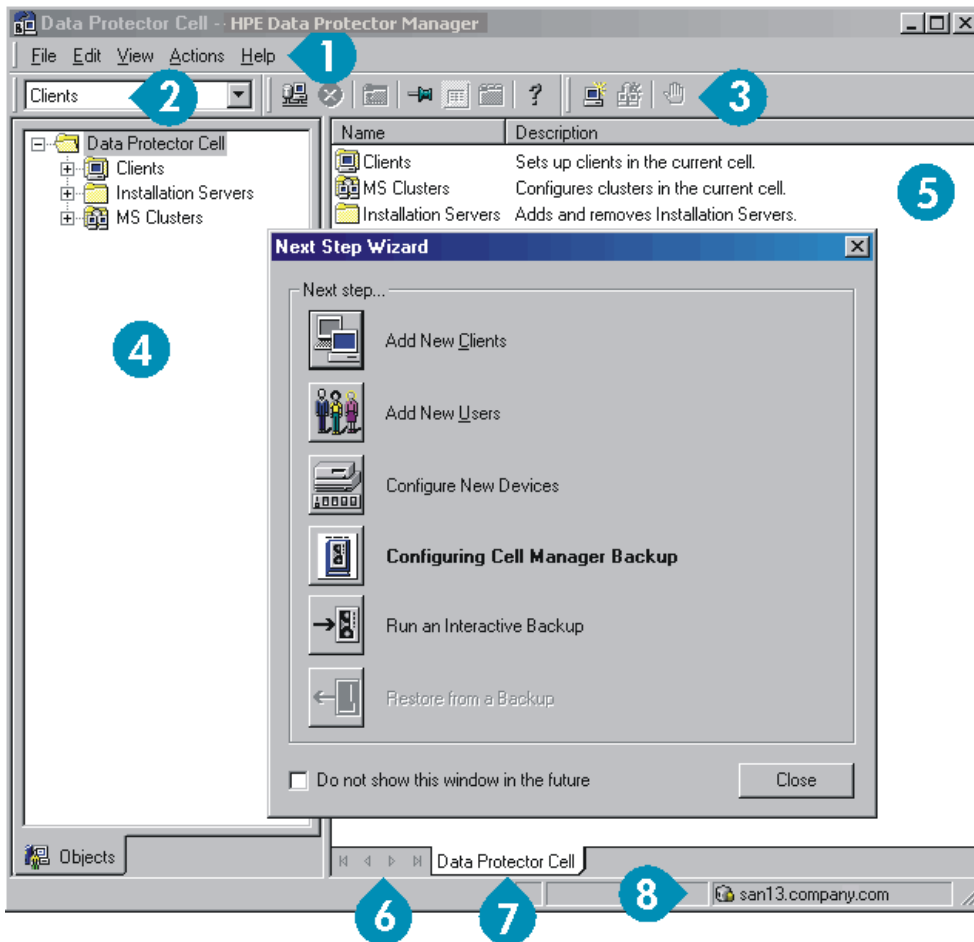 Data Protector Cell - HPE Data Protector Manager
File Edit View Actions Help
1
Clients
2
?
3
Data Protector Cell
Clients
Installation Servers
MS Clusters
4
Name Description
Clients Sets up clients in the current cell.
MS Clusters Configures clusters in the current cell.
Installation Servers Adds and removes Installation Servers.
5
Next Step Wizard
Next step...
Add New Clients
Add New Users
Configure New Devices
Configuring Cell Manager Backup
Run an Interactive Backup
Restore from a Backup
Do not show this window in the future
Close
Objects
Data Protector Cell
6
7
8
san13.company.com